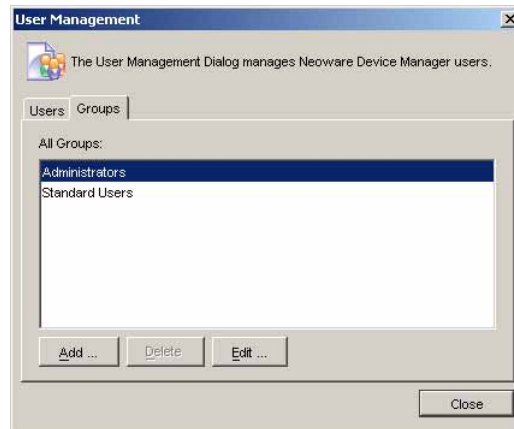 User Management
The User Management Dialog manages Neoware Device Manager users.
Users Groups
All Groups:
Administrators
Standard Users
Add ... Delete Edit ...
Close